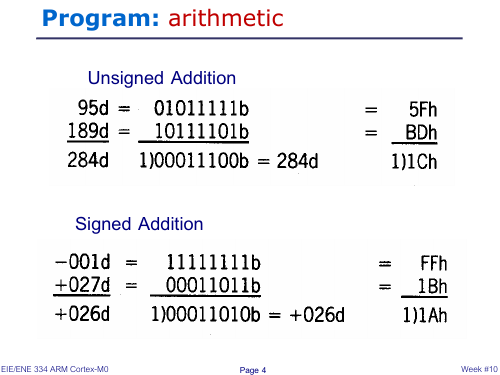 Program: arithmetic
Unsigned Addition
95d = 01011111b = 5Fh
189d = 10111101b = BDh
284d 1)00011100b = 284d 1)1Ch
Signed Addition
-001d = 11111111b = FFh
+027d = 00011011b = 1Bh
+026d 1)00011010b = +026d 1)1Ah
EIE/ENE 334 ARM Cortex-M0 Page 4 Week #10